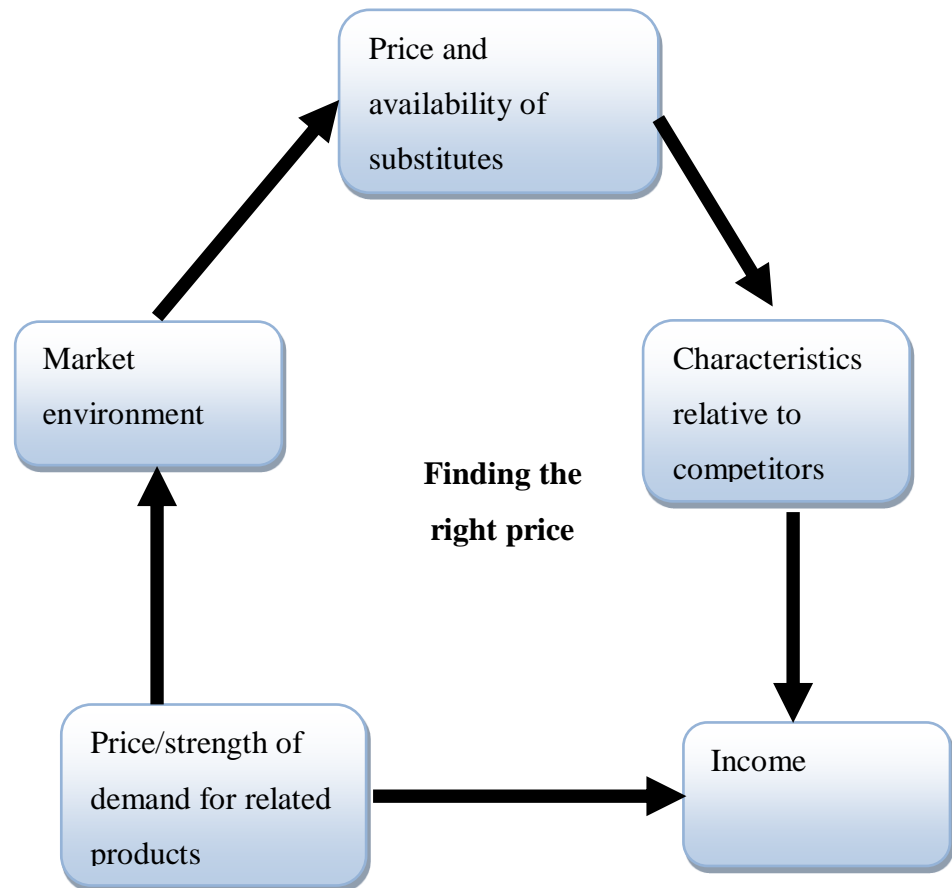 Price and
availability of
substitutes
Market
environment
Characteristics
relative to
competitors
Finding the
right price
Price/strength of
demand for related
products
Income